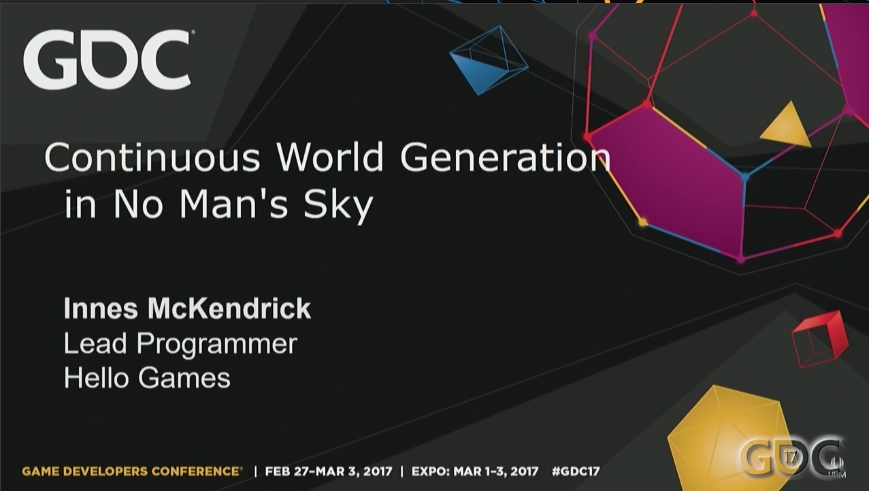 GDC
Continuous World Generation
in No Man's Sky
Innes McKendrick
Lead Programmer
Hello Games
GAME DEVELOPERS CONFERENCE® | FEB 27–MAR 3, 2017 | EXPO: MAR 1–3, 2017 #GDC17
GDC
17
UBM